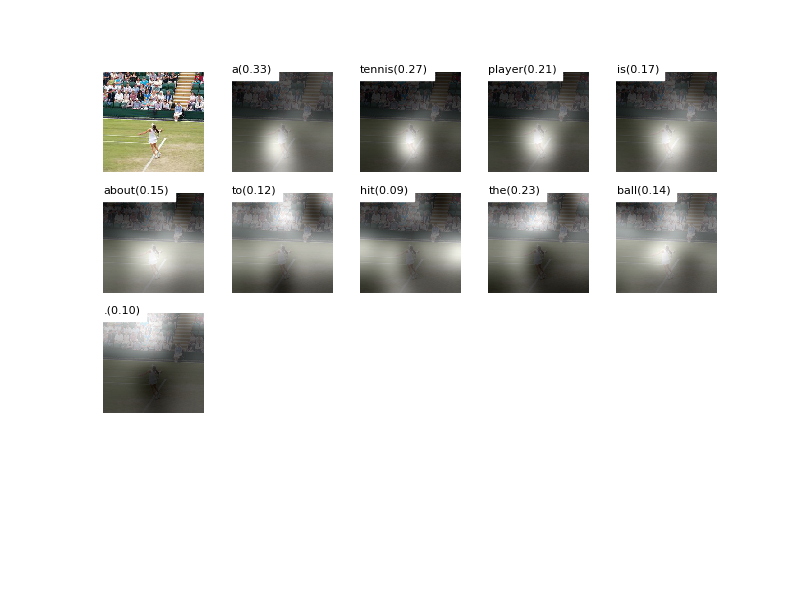 a(0.33) tennis(0.27) player(0.21) is(0.17)
about(0.15) to(0.12) hit(0.09) the(0.23) ball(0.14)
.(0.10)